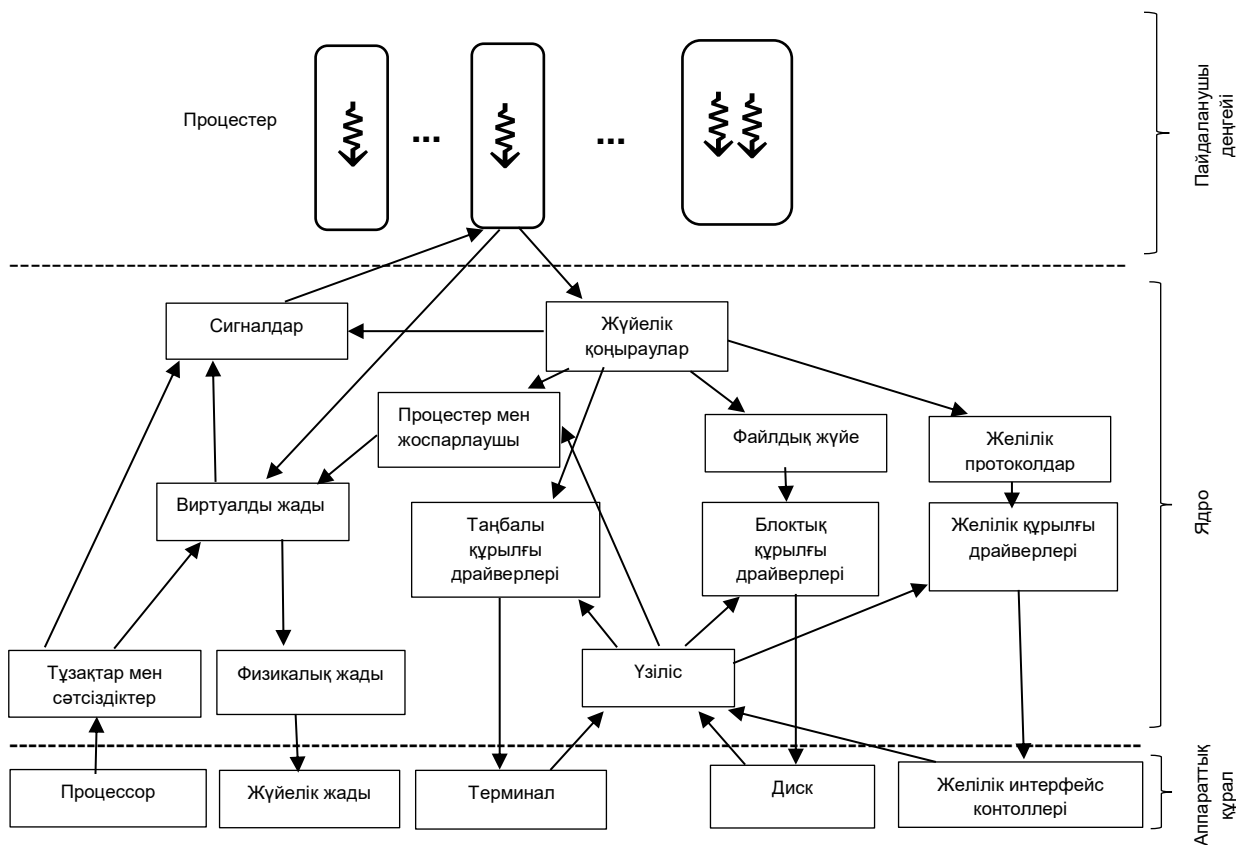 Процестер
...
...
Пайдаланушы
деңгейі
Сигналдар
Жүйелік
қоңыраулар
Процестер мен
жоспарлаушы
Файлдық жүйе
Желілік
протоколдар
Виртуалды жады
Таңбалы
құрылғы
драйверлері
Блоктық
құрылғы
драйверлері
Желілік құрылғы
драйверлері
Ядро
Тұзақтар мен
сәтсіздіктер
Физикалық жады
Үзіліс
Процессор
Жүйелік жады
Терминал
Диск
Желілік интерфейс
контоллері
Аппараттық
құрал